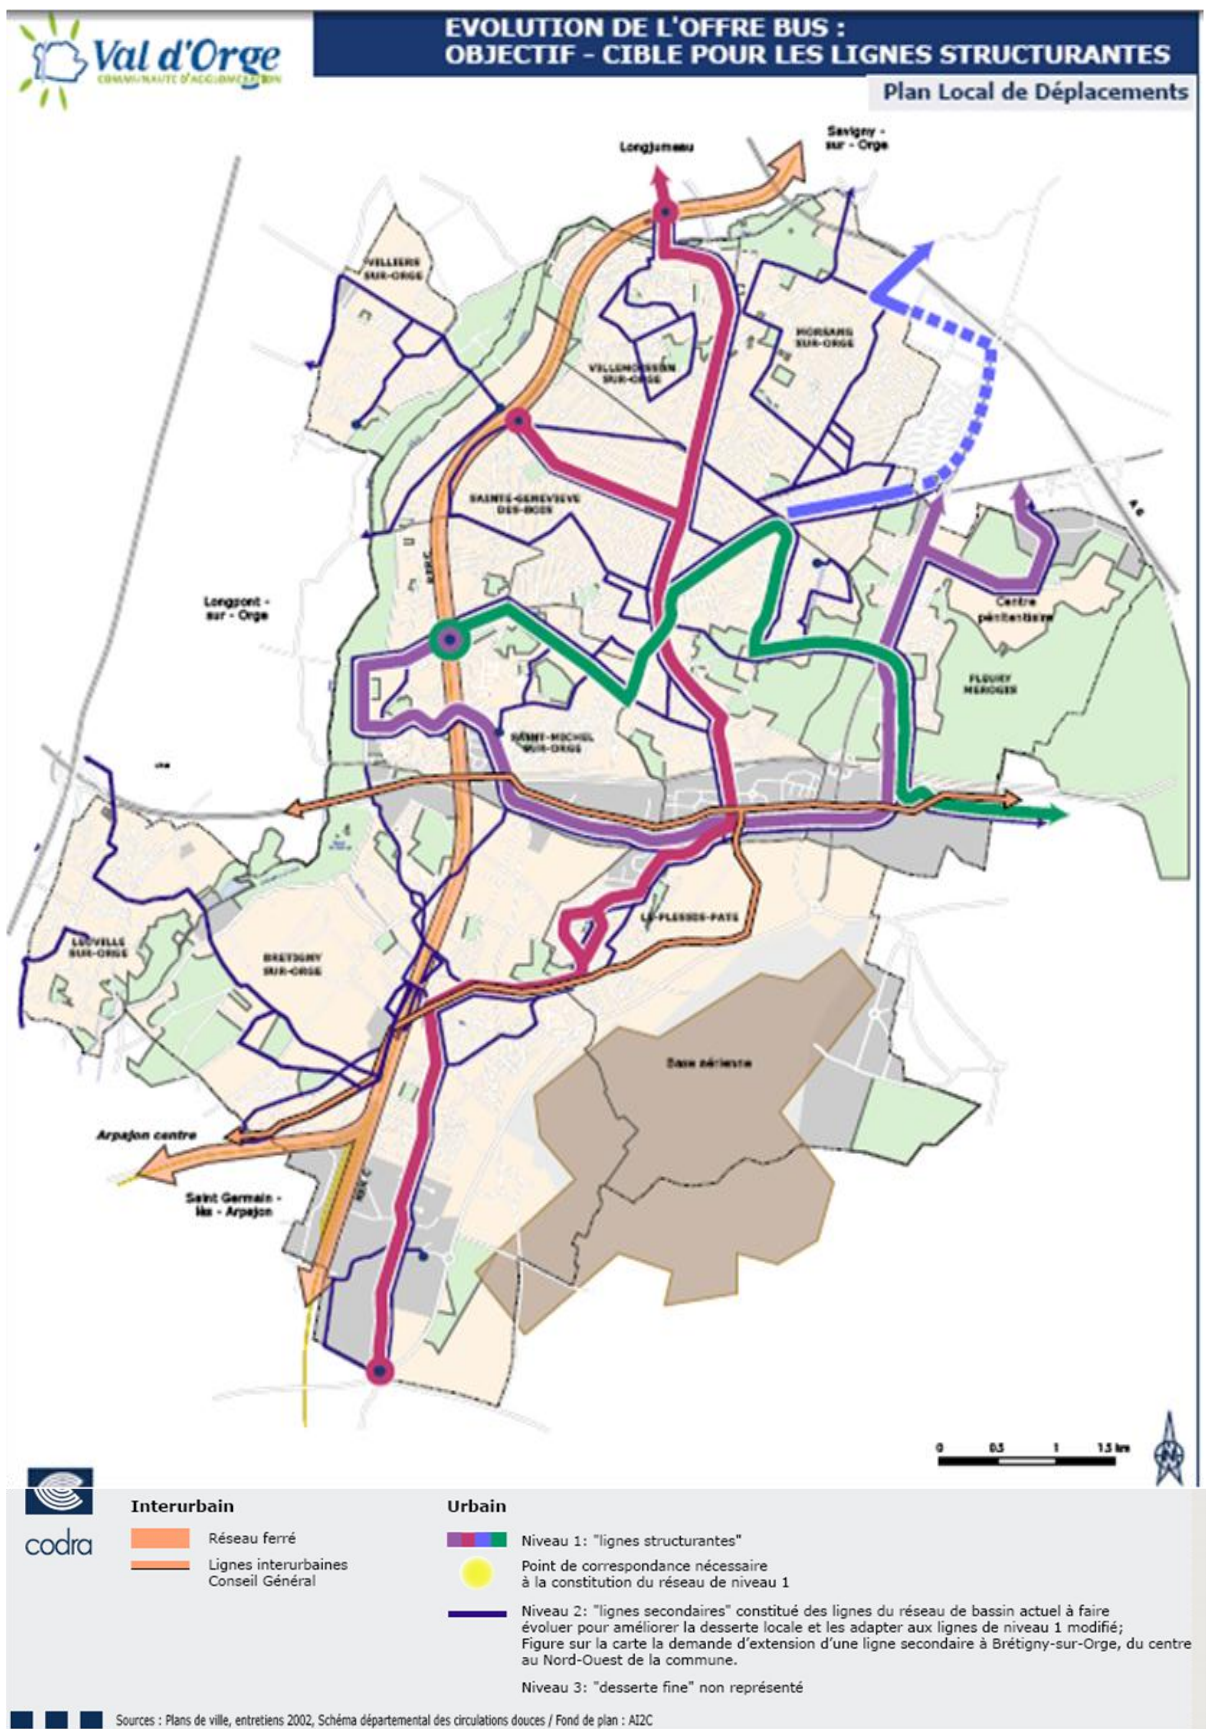 Val d'Orge
COMMUNAUTE D'AGGLOMERATION
EVOLUTION DE L'OFFRE BUS :
OBJECTIF - CIBLE POUR LES LIGNES STRUCTURANTES
Plan Local de Déplacements
Savigny -
sur - Orge
Longjumeau
VILLIERS
SUR-ORGE
MORSANG
SUR-ORGE
VILLEMOISSON
SUR-ORGE
SAINTE-GENEVIEVE
DES-BOIS
A 6
RER C
Longpont -
sur - Orge
Centre
pénitentiaire
FLEURY
MEROGIS
SAINT-MICHEL
SUR-ORGE
LEUVILLE
SUR-ORGE
BRETIGNY
SUR-ORGE
LE-PLESSIS-PATE
Base aérienne
Arpajon centre
RER C
Saint Germain -
lès - Arpajon
0 0.5 1 1.5 km
codra
Interurbain
Réseau ferré
Lignes interurbaines
Conseil Général
Urbain
Niveau 1: "lignes structurantes"
Point de correspondance nécessaire
à la constitution du réseau de niveau 1
Niveau 2: "lignes secondaires" constitué des lignes du réseau de bassin actuel à faire
évoluer pour améliorer la desserte locale et les adapter aux lignes de niveau 1 modifié;
Figure sur la carte la demande d'extension d'une ligne secondaire à Brétigny-sur-Orge, du centre
au Nord-Ouest de la commune.
Niveau 3: "desserte fine" non représenté
Sources : Plans de ville, entretiens 2002, Schéma départemental des circulations douces / Fond de plan : AI2C